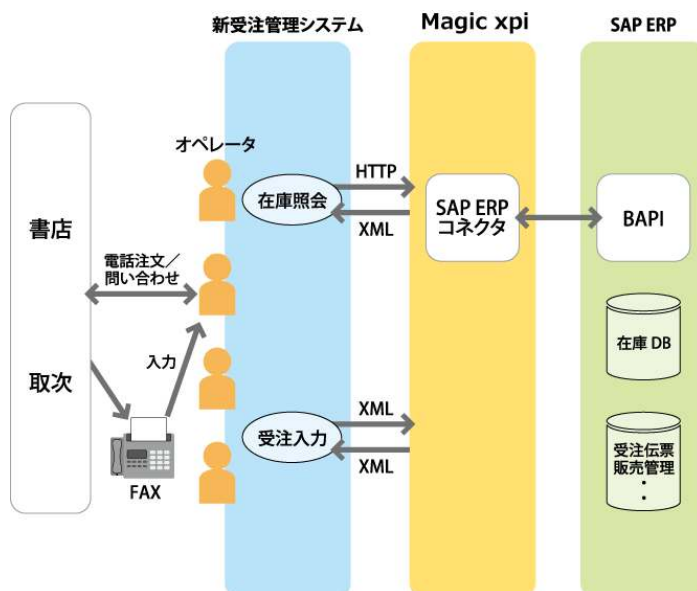 新受注管理システム
Magic xpi
SAP ERP
オペレータ
書店
取次
電話注文／
問い合わせ
入力
FAX
在庫照会
HTTP
XML
SAP ERP
コネクタ
BAPI
在庫 DB
受注入力
XML
XML
受注伝票
販売管理
・
・